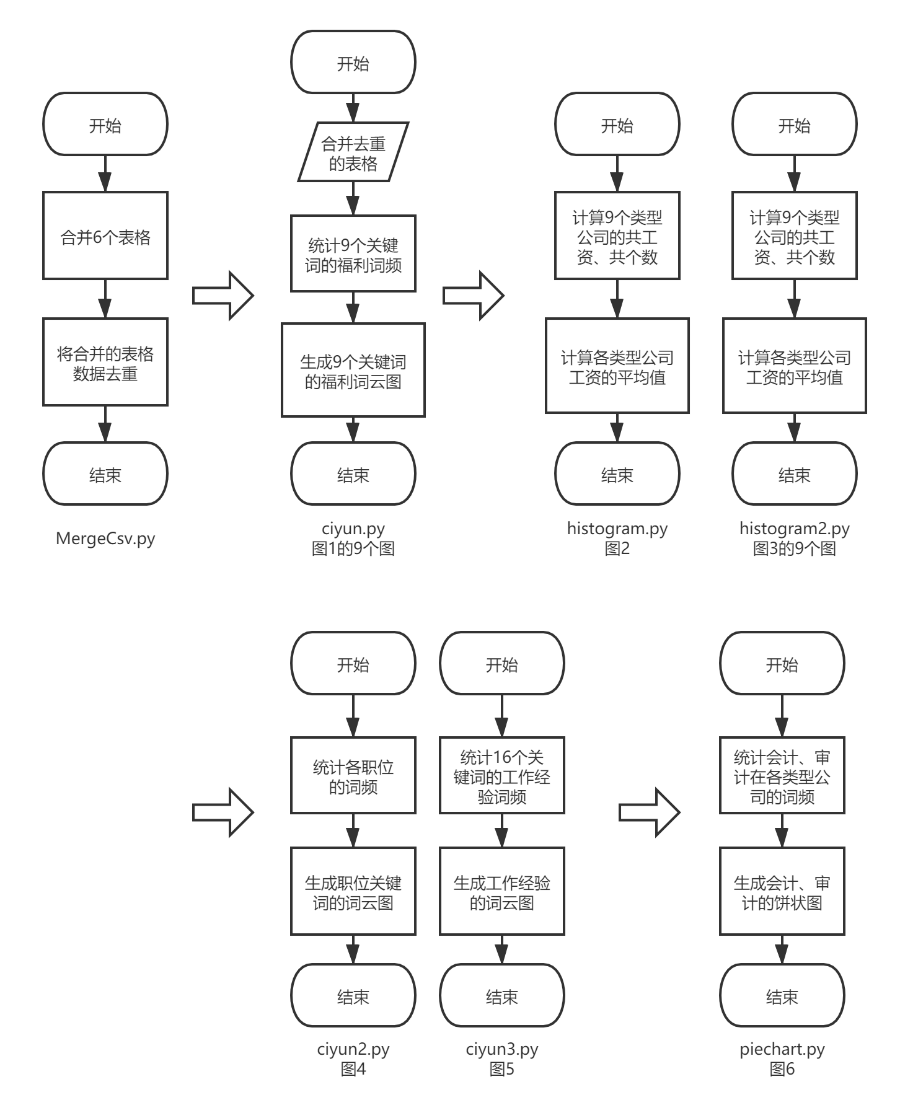 开始
合并6个表格
将合并的表格
数据去重
结束
MergeCsv.py
开始
合并去重
的表格
统计9个关键
词的福利词频
生成9个关键词
的福利词云图
结束
ciyun.py
图1的9个图
开始
计算9个类型
公司的共工
资、共个数
计算各类型公司
工资的平均值
结束
histogram.py
图2
开始
计算9个类型
公司的共工
资、共个数
计算各类型公司
工资的平均值
结束
histogram2.py
图3的9个图
开始
统计各职位
的词频
生成职位关键
词的词云图
结束
ciyun2.py
图4
开始
统计16个关
键词的工作经
验词频
生成工作经验
的词云图
结束
ciyun3.py
图5
开始
统计会计、审
计在各类型公
司的词频
生成会计、审
计的饼状图
结束
piechart.py
图6